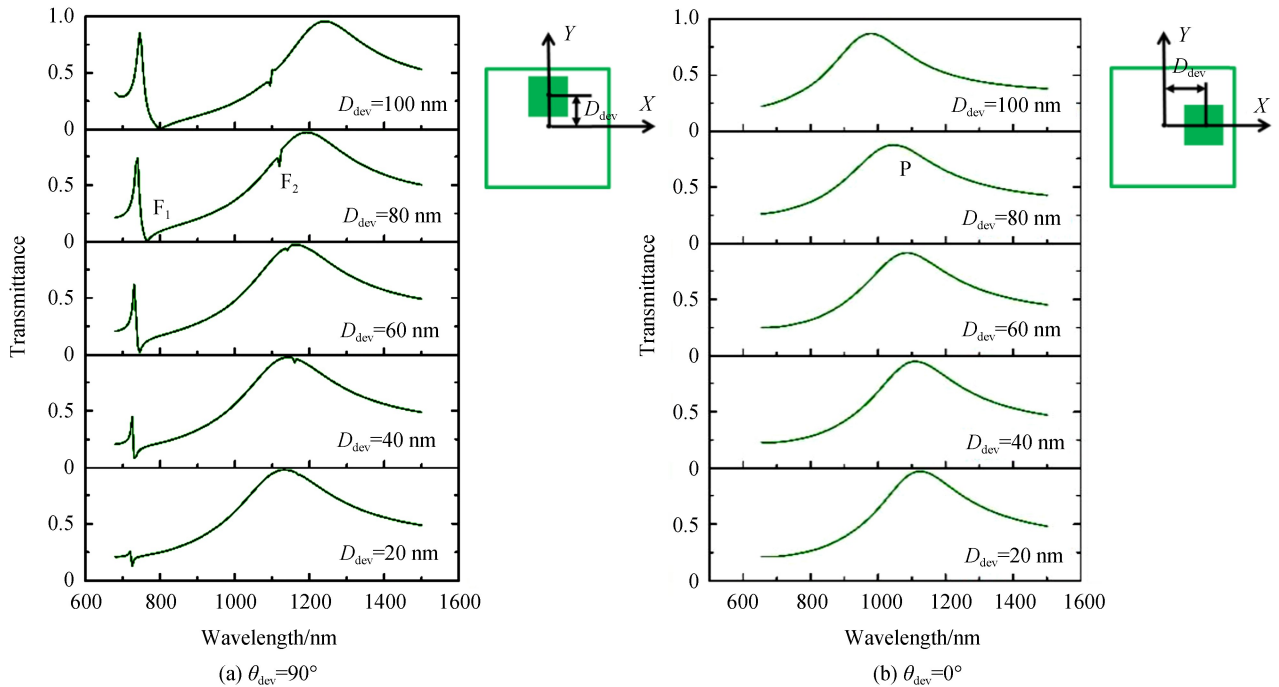 1.0
0.5
0
0.5
0
0.5
0
0.5
0
0.5
0
Transmittance
D_dev=100 nm
F₁
F₂
D_dev=80 nm
D_dev=60 nm
D_dev=40 nm
D_dev=20 nm
600 800 1000 1200 1400 1600
Wavelength/nm
(a) θ_dev=90°
Y
D_dev
X
1.0
0.5
0
0.5
0
0.5
0
0.5
0
0.5
0
Transmittance
D_dev=100 nm
P
D_dev=80 nm
D_dev=60 nm
D_dev=40 nm
D_dev=20 nm
600 800 1000 1200 1400 1600
Wavelength/nm
(b) θ_dev=0°
Y
D_dev
X